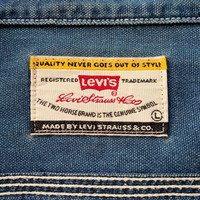 QUALITY NEVER GOES OUT OF STYLE
REGISTERED LEVI'S TRADEMARK
®
Levi Strauss & Co
THE TWO HORSE BRAND IS THE GENUINE SYMBOL
L
MADE BY LEVI STRAUSS & CO.